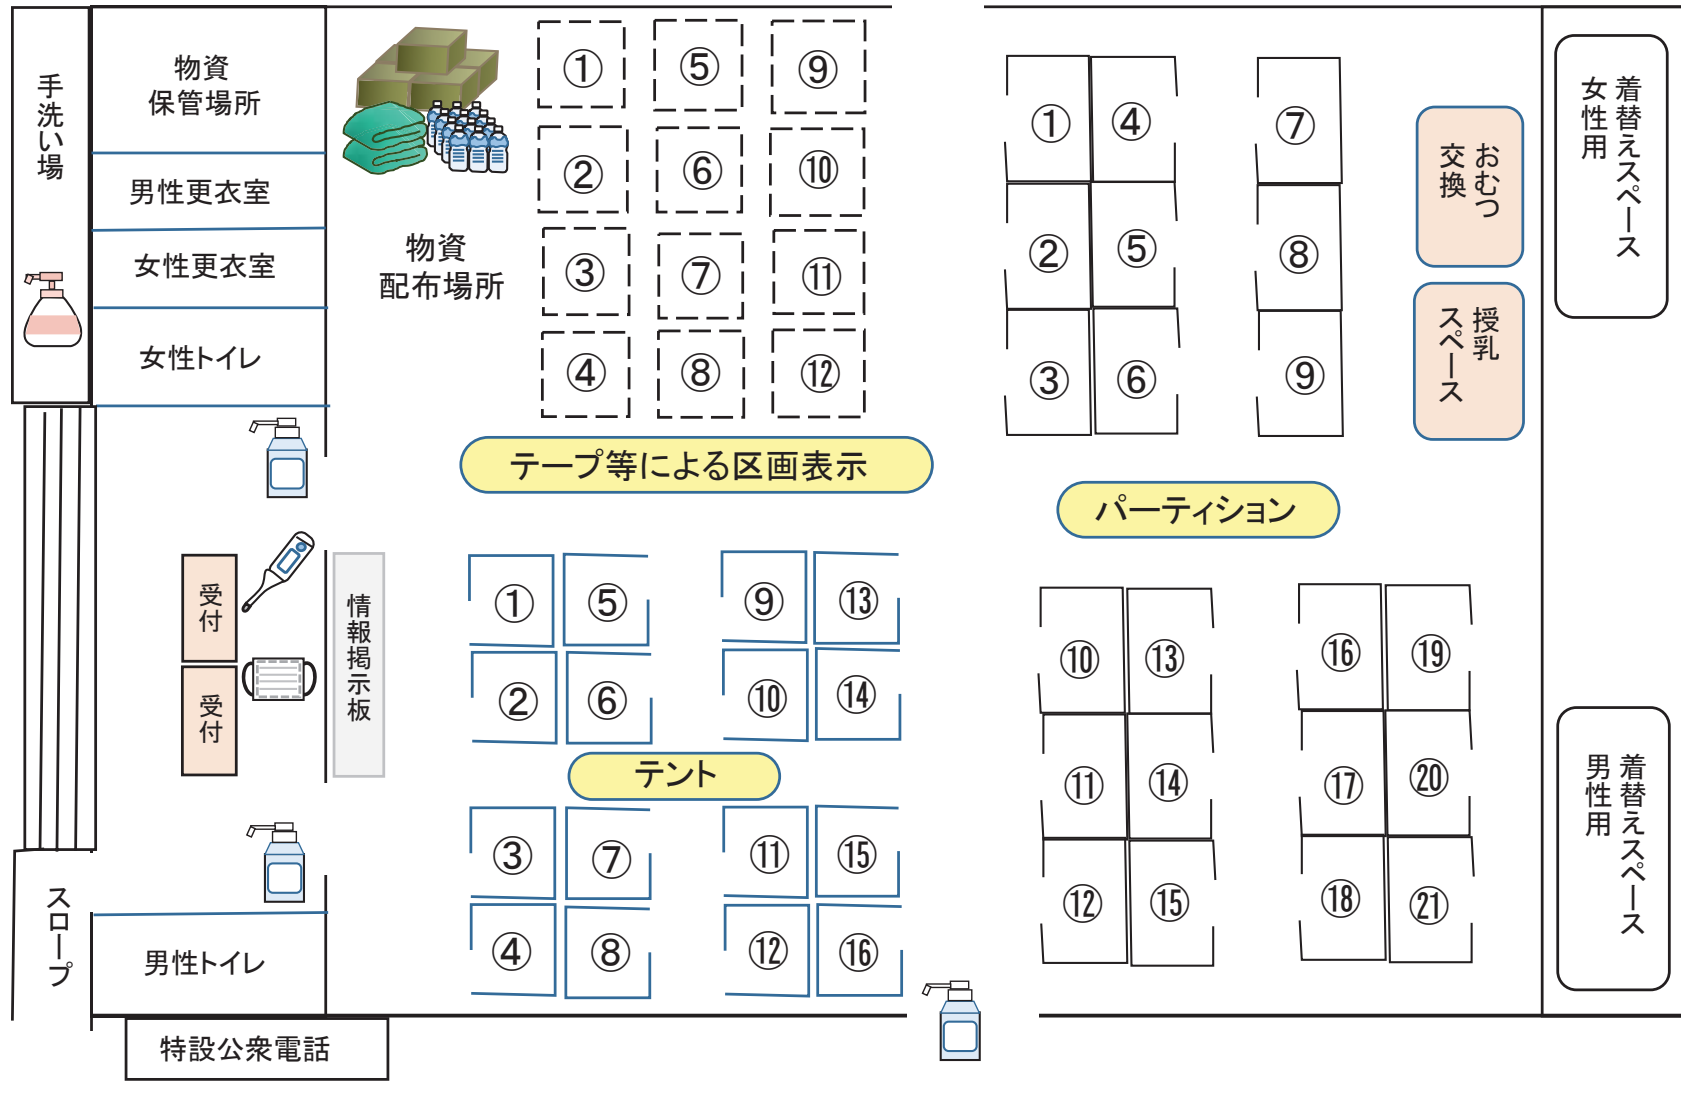 手洗い場
物資
保管場所
男性更衣室
女性更衣室
女性トイレ
物資
配布場所
①
⑤
⑨
②
⑥
⑩
③
⑦
⑪
④
⑧
⑫
テープ等による区画表示
①
④
⑦
②
⑤
⑧
③
⑥
⑨
パーティション
おむつ
交換
授乳
スペース
着替えスペース
女性用
受付
受付
情報掲示板
①
⑤
⑨
⑬
②
⑥
⑩
⑭
テント
③
⑦
⑪
⑮
④
⑧
⑫
⑯
⑩
⑬
⑯
⑲
⑪
⑭
⑰
⑳
⑫
⑮
⑱
㉑
着替えスペース
男性用
スロープ
男性トイレ
特設公衆電話